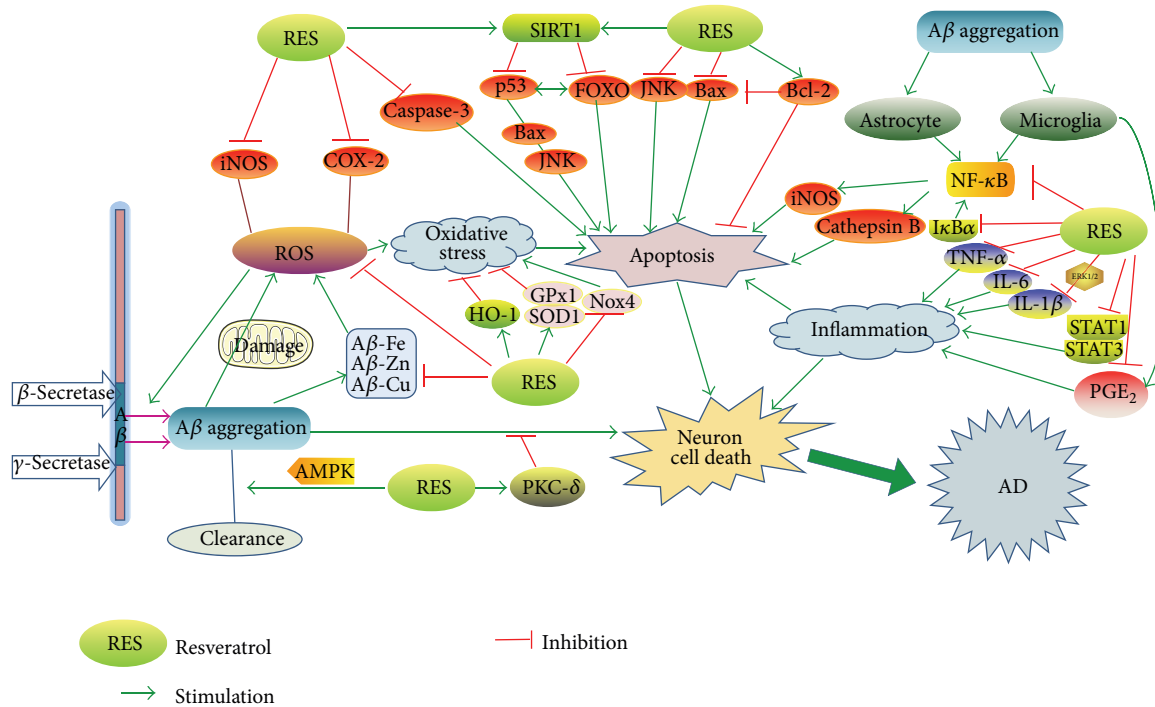 RES
SIRT1
RES
Aβ aggregation
p53
FOXO
JNK
Bax
Bcl-2
Caspase-3
Bax
JNK
Astrocyte
Microglia
iNOS
COX-2
NF-κB
iNOS
Cathepsin B
IκBα
RES
ROS
Oxidative
stress
Apoptosis
TNF-α
IL-6
IL-1β
ERK1/2
GPx1
SOD1
Nox4
HO-1
Inflammation
STAT1
STAT3
Damage
Aβ-Fe
Aβ-Zn
Aβ-Cu
RES
PGE₂
β-Secretase
A
β
Aβ aggregation
Neuron
cell death
γ-Secretase
AMPK
RES
PKC-δ
AD
Clearance
RES
Resveratrol
Inhibition
Stimulation